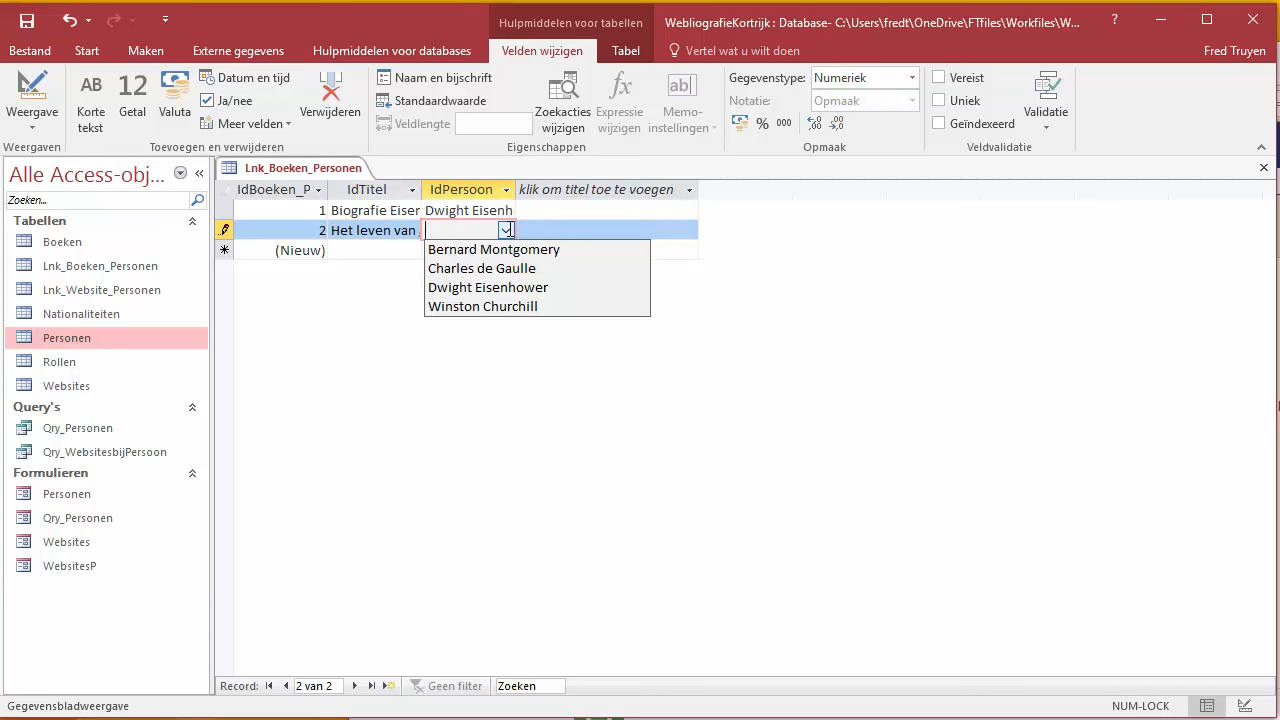 Hulpmiddelen voor tabellen
WebliografieKortrijk : Database- C:\Users\fredt\OneDrive\FTfiles\Workfiles\W...
?
Bestand Start Maken Externe gegevens Hulpmiddelen voor databases Velden wijzigen Tabel Vertel wat u wilt doen Fred Truyen
Weergave
Weergaven
AB Korte tekst
12 Getal
Valuta
Datum en tijd
Ja/nee
Meer velden
Verwijderen
Toevoegen en verwijderen
Naam en bijschrift
Standaardwaarde
Veldlengte
Zoekacties wijzigen
fx Expressie wijzigen
ab Memo-instellingen
Eigenschappen
Gegevenstype: Numeriek
Notatie: Opmaak
% 000
Opmaak
Vereist
Uniek
Geïndexeerd
Validatie
Veldvalidatie
Alle Access-obj...
Zoeken...
Tabellen
Boeken
Lnk_Boeken_Personen
Lnk_Website_Personen
Nationaliteiten
Personen
Rollen
Websites
Query's
Qry_Personen
Qry_WebsitesbijPersoon
Formulieren
Personen
Qry_Personen
Websites
WebsitesP
Lnk_Boeken_Personen
IdBoeken_P IdTitel IdPersoon klik om titel toe te voegen
1 Biografie Eiser Dwight Eisenh
2 Het leven van
(Nieuw)
Bernard Montgomery
Charles de Gaulle
Dwight Eisenhower
Winston Churchill
Record: 2 van 2 Geen filter Zoeken
Gegevensbladweergave NUM-LOCK